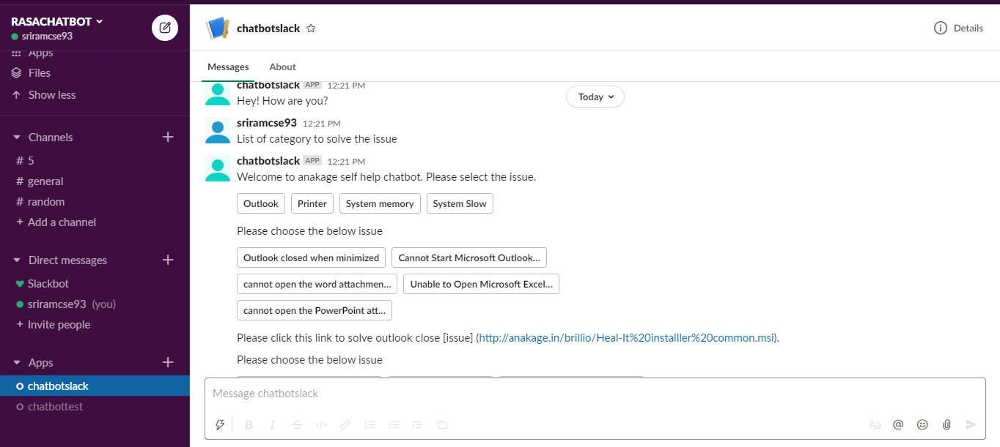 RASACHATBOT
sriramcse93
Apps
Files
Show less
Channels
# 5
# general
# random
+ Add a channel
Direct messages
Slackbot
sriramcse93 (you)
+ Invite people
Apps
chatbotslack
chatbottest
chatbotslack
Details
Messages About
chatbotslack APP 12:21 PM
Today
Hey! How are you?
sriramcse93 12:21 PM
List of category to solve the issue
chatbotslack APP 12:21 PM
Welcome to anakage self help chatbot. Please select the issue.
Outlook Printer System memory System Slow
Please choose the below issue
Outlook closed when minimized Cannot Start Microsoft Outlook...
cannot open the word attachmen... Unable to Open Microsoft Excel...
cannot open the PowerPoint att...
Please click this link to solve outlook close [issue] (http://anakage.in/brillio/Heal-It%20installler%20common.msi).
Please choose the below issue
Message chatbotslack
B I S Aa @